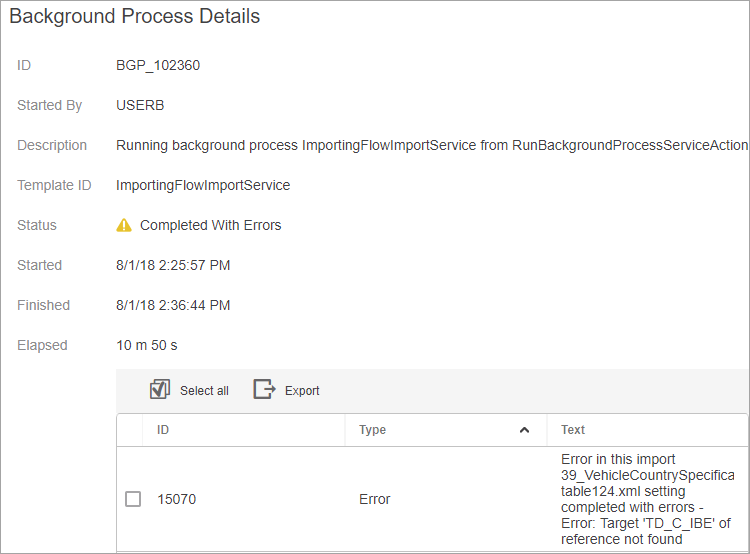 Background Process Details
ID BGP_102360
Started By USERB
Description Running background process ImportingFlowImportService from RunBackgroundProcessServiceAction
Template ID ImportingFlowImportService
Status Completed With Errors
Started 8/1/18 2:25:57 PM
Finished 8/1/18 2:36:44 PM
Elapsed 10 m 50 s
Select all Export
ID Type Text
Error in this import
39_VehicleCountrySpecifica
table124.xml setting
15070 Error completed with errors -
Error: Target 'TD_C_IBE' of
reference not found